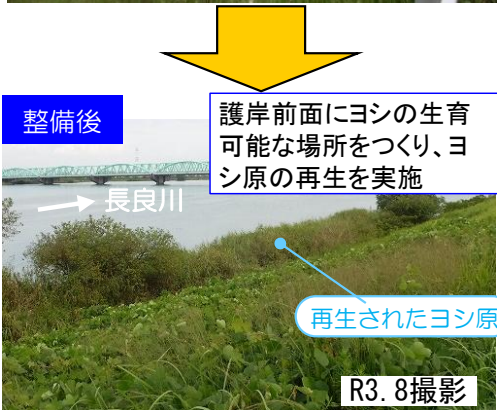 整備後
護岸前面にヨシの生育
可能な場所をつくり、ヨ
シ原の再生を実施
長良川
再生されたヨシ原
R3.8撮影